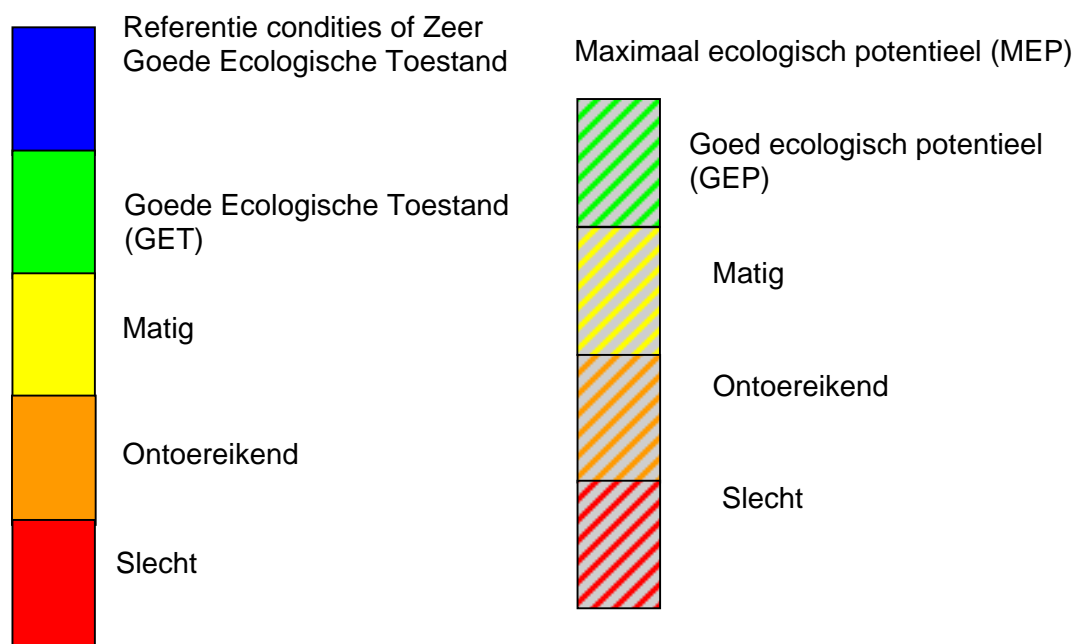 Referentie condities of Zeer
Goede Ecologische Toestand
Goede Ecologische Toestand
(GET)
Matig
Ontoereikend
Slecht
Maximaal ecologisch potentieel (MEP)
Goed ecologisch potentieel
(GEP)
Matig
Ontoereikend
Slecht